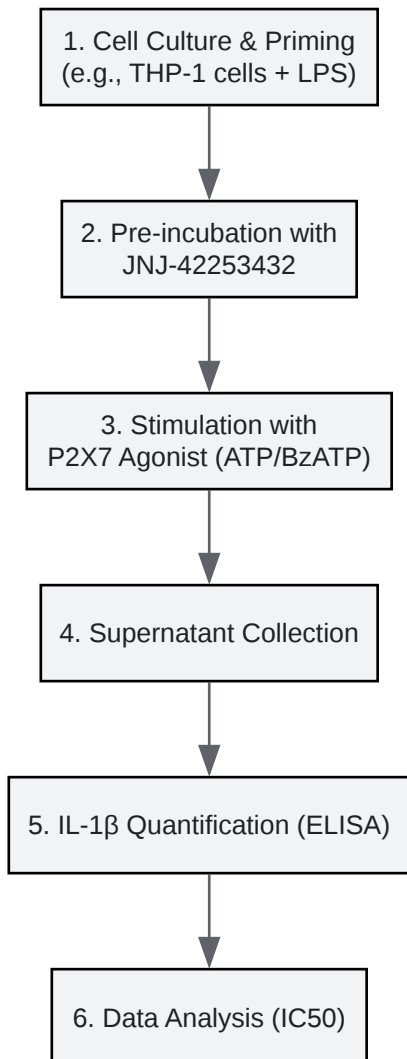 1. Cell Culture & Priming
(e.g., THP-1 cells + LPS)
2. Pre-incubation with
JNJ-42253432
3. Stimulation with
P2X7 Agonist (ATP/BzATP)
4. Supernatant Collection
5. IL-1β Quantification (ELISA)
6. Data Analysis (IC50)